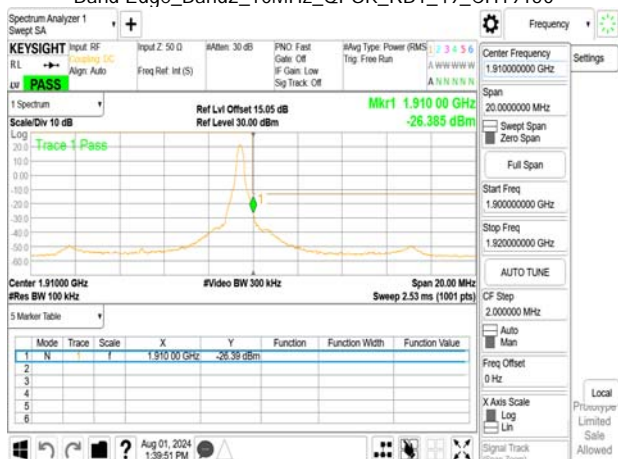 Spectrum Analyzer 1
Swept SA
+
Frequency
KEYSIGHT
Input: RF
Coupling: DC
Align: Auto
Input Z: 50 Ω
Freq Ref: Int (S)
#Atten: 30 dB
PNO: Fast
Gate: Off
IF Gain: Low
Sig Track: Off
#Avg Type: Power (RMS
Trig: Free Run
1 2 3 4 5 6
A WWWWW
A N N N N N
RL
LW PASS
Center Frequency
1.910000000 GHz
Settings
Span
20.0000000 MHz
Swept Span
Zero Span
Full Span
Start Freq
1.900000000 GHz
Stop Freq
1.920000000 GHz
AUTO TUNE
CF Step
2.000000 MHz
Auto
Man
Freq Offset
0 Hz
X Axis Scale
Log
Lin
Signal Track
Local
1 Spectrum
Scale/Div 10 dB
Ref Lvl Offset 15.05 dB
Ref Level 30.00 dBm
Mkr1 1.910 00 GHz
-26.385 dBm
Log
Trace 1 Pass
20.0
10.0
0.00
-10.0
-20.0
-30.0
-40.0
-50.0
-60.0
1
Center 1.91000 GHz
#Res BW 100 kHz
#Video BW 300 kHz
Span 20.00 MHz
Sweep 2.53 ms (1001 pts)
5 Marker Table
Mode Trace Scale X Y Function Function Width Function Value
1 N 1 f 1.910 00 GHz -26.39 dBm
2
3
4
5
6
Aug 01, 2024
1:39:51 PM
Prototype
Limited
Sale
Allowed